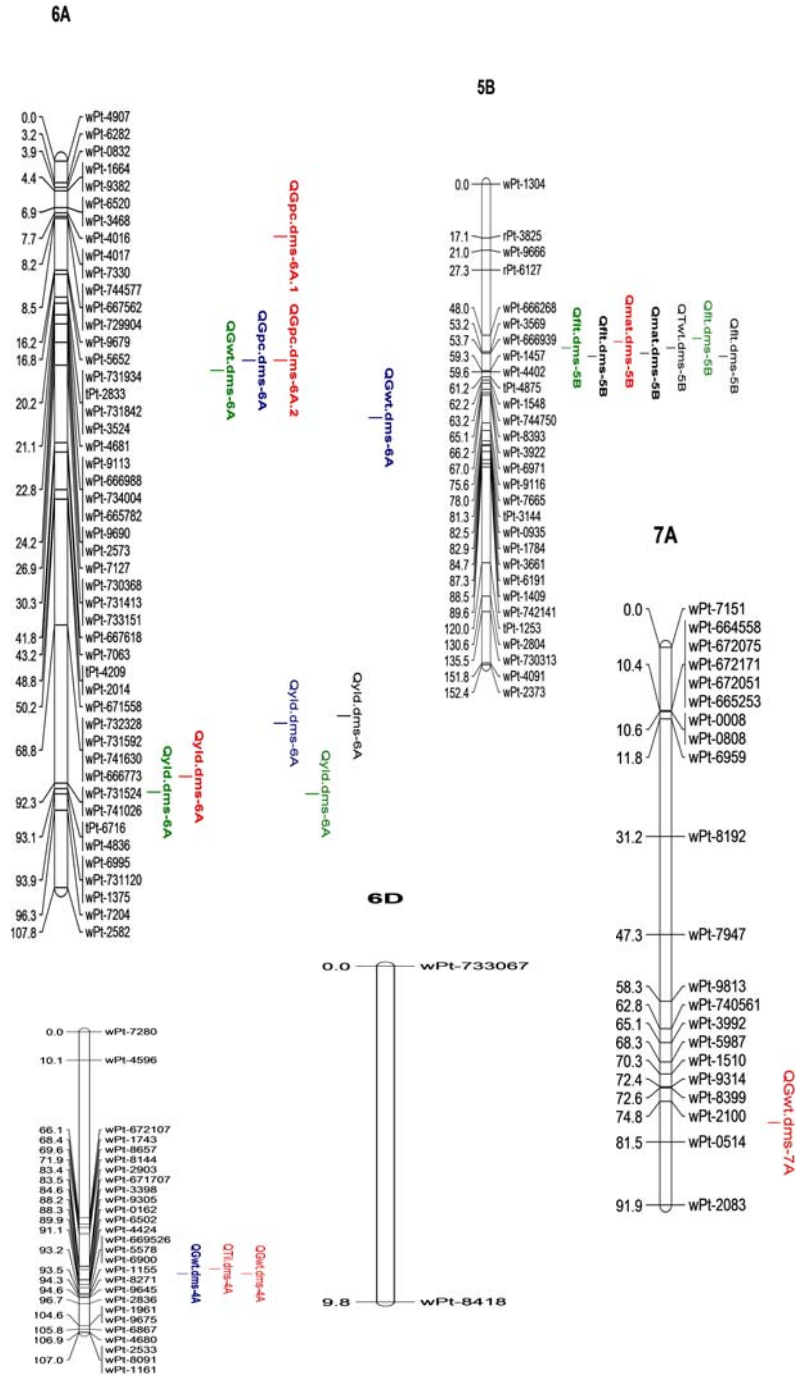 6A
0.0 wPt-4907
3.2 wPt-6282
3.9 wPt-0832
4.4 wPt-1664
wPt-9382
6.9 wPt-6520
wPt-3468
7.7 wPt-4016
8.2 wPt-4017
wPt-7330
wPt-744577
8.5 wPt-667562
wPt-729904
16.2 wPt-9679
16.8 wPt-5652
wPt-731934
20.2 tPt-2833
wPt-731842
wPt-3524
21.1 wPt-4681
22.8 wPt-9113
wPt-666988
wPt-734004
wPt-665782
24.2 wPt-9690
wPt-2573
26.9 wPt-7127
30.3 wPt-730368
wPt-731413
wPt-733151
41.8 wPt-667618
43.2 wPt-7063
48.8 tPt-4209
wPt-2014
50.2 wPt-671558
68.8 wPt-732328
wPt-731592
wPt-741630
wPt-666773
92.3 wPt-731524
wPt-741026
93.1 tPt-6716
wPt-4836
93.9 wPt-6995
wPt-731120
wPt-1375
96.3 wPt-7204
107.8 wPt-2582
QGpc.dms-6A.1
QGwt.dms-6A
QGpc.dms-6A
QGpc.dms-6A.2
QGwt.dms-6A
Qyld.dms-6A
Qyld.dms-6A
Qyld.dms-6A
Qyld.dms-6A
Qyld.dms-6A
5B
0.0 wPt-1304
17.1 rPt-3825
21.0 wPt-9666
27.3 rPt-6127
48.0 wPt-666268
53.2 wPt-3569
53.7 wPt-666939
59.3 wPt-1457
59.6 wPt-4402
61.2 tPt-4875
62.2 wPt-1548
63.2 wPt-744750
65.1 wPt-8393
66.2 wPt-3922
67.0 wPt-6971
75.6 wPt-9116
78.0 wPt-7665
81.3 tPt-3144
82.5 wPt-0935
82.9 wPt-1784
84.7 wPt-3661
87.3 wPt-6191
88.5 wPt-1409
89.6 wPt-742141
120.0 tPt-1253
130.6 wPt-2804
135.5 wPt-730313
151.8 wPt-4091
152.4 wPt-2373
Qflt.dms-5B
Qflt.dms-5B
Qmat.dms-5B
Qmat.dms-5B
QTwt.dms-5B
Qflt.dms-5B
Qflt.dms-5B
7A
0.0 wPt-7151
wPt-664558
wPt-672075
10.4 wPt-672171
wPt-672051
wPt-665253
10.6 wPt-0008
wPt-0808
11.8 wPt-6959
31.2 wPt-8192
47.3 wPt-7947
58.3 wPt-9813
62.8 wPt-740561
65.1 wPt-3992
68.3 wPt-5987
70.3 wPt-1510
72.4 wPt-9314
72.6 wPt-8399
74.8 wPt-2100
81.5 wPt-0514
91.9 wPt-2083
QGwt.dms-7A
6D
0.0 wPt-733067
9.8 wPt-8418
0.0 wPt-7280
10.1 wPt-4596
66.1 wPt-672107
68.4 wPt-1743
69.6 wPt-8657
71.9 wPt-8144
83.4 wPt-2903
83.5 wPt-671707
84.6 wPt-3398
88.2 wPt-9305
88.3 wPt-0162
89.9 wPt-6502
91.1 wPt-4424
wPt-669526
93.2 wPt-5578
wPt-6900
93.5 wPt-1155
94.3 wPt-8271
94.6 wPt-9645
96.7 wPt-2836
104.6 wPt-1961
wPt-9675
105.8 wPt-6867
106.9 wPt-4680
107.0 wPt-2533
wPt-8091
wPt-1161
QGwt.dms-4A
QTil.dms-4A
QGwt.dms-4A